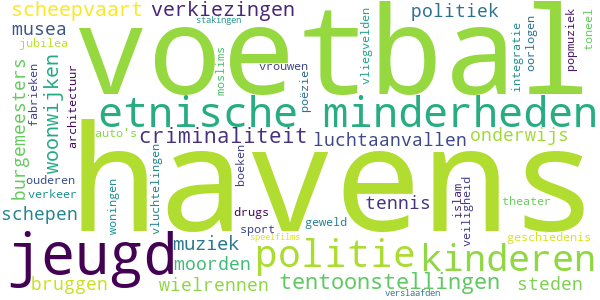 scheepvaart verkiezingen stakingen politiek
musea voetbal toneel
jubilea moslims vliegvelden integratie oorlogen popmuziek
fabrieken architectuur woonwijken vrouwen poëzie
burgemeesters etnische minderheden
auto's criminaliteit luchtaanvallen onderwijs
ouderen boeken
verkeer woningen vluchtelingen havens tennis islam veiligheid theater
schepen drugs geweld
sport
jeugd muziek speelfilms geschiedenis
moorden politie kinderen
bruggen wielrennen tentoonstellingen steden
verslaafden